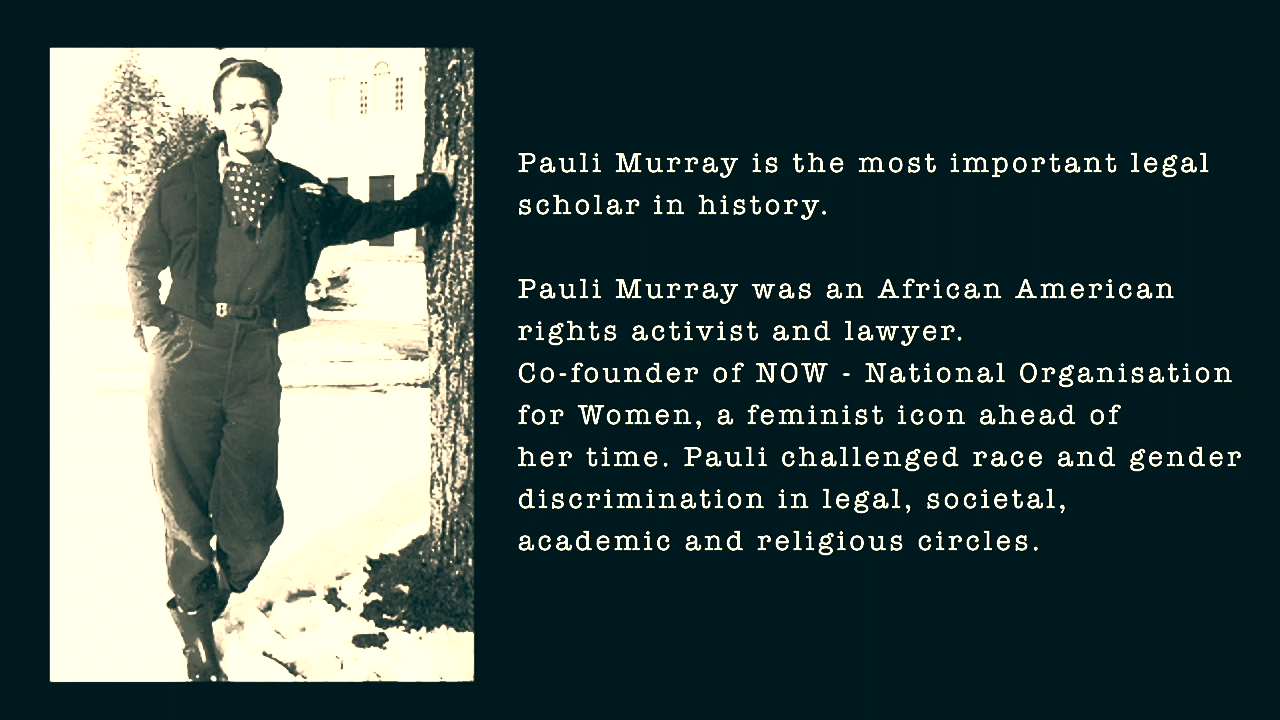 Pauli Murray is the most important legal
scholar in history.
Pauli Murray was an African American
rights activist and lawyer.
Co-founder of NOW - National Organisation
for Women, a feminist icon ahead of
her time. Pauli challenged race and gender
discrimination in legal, societal,
academic and religious circles.